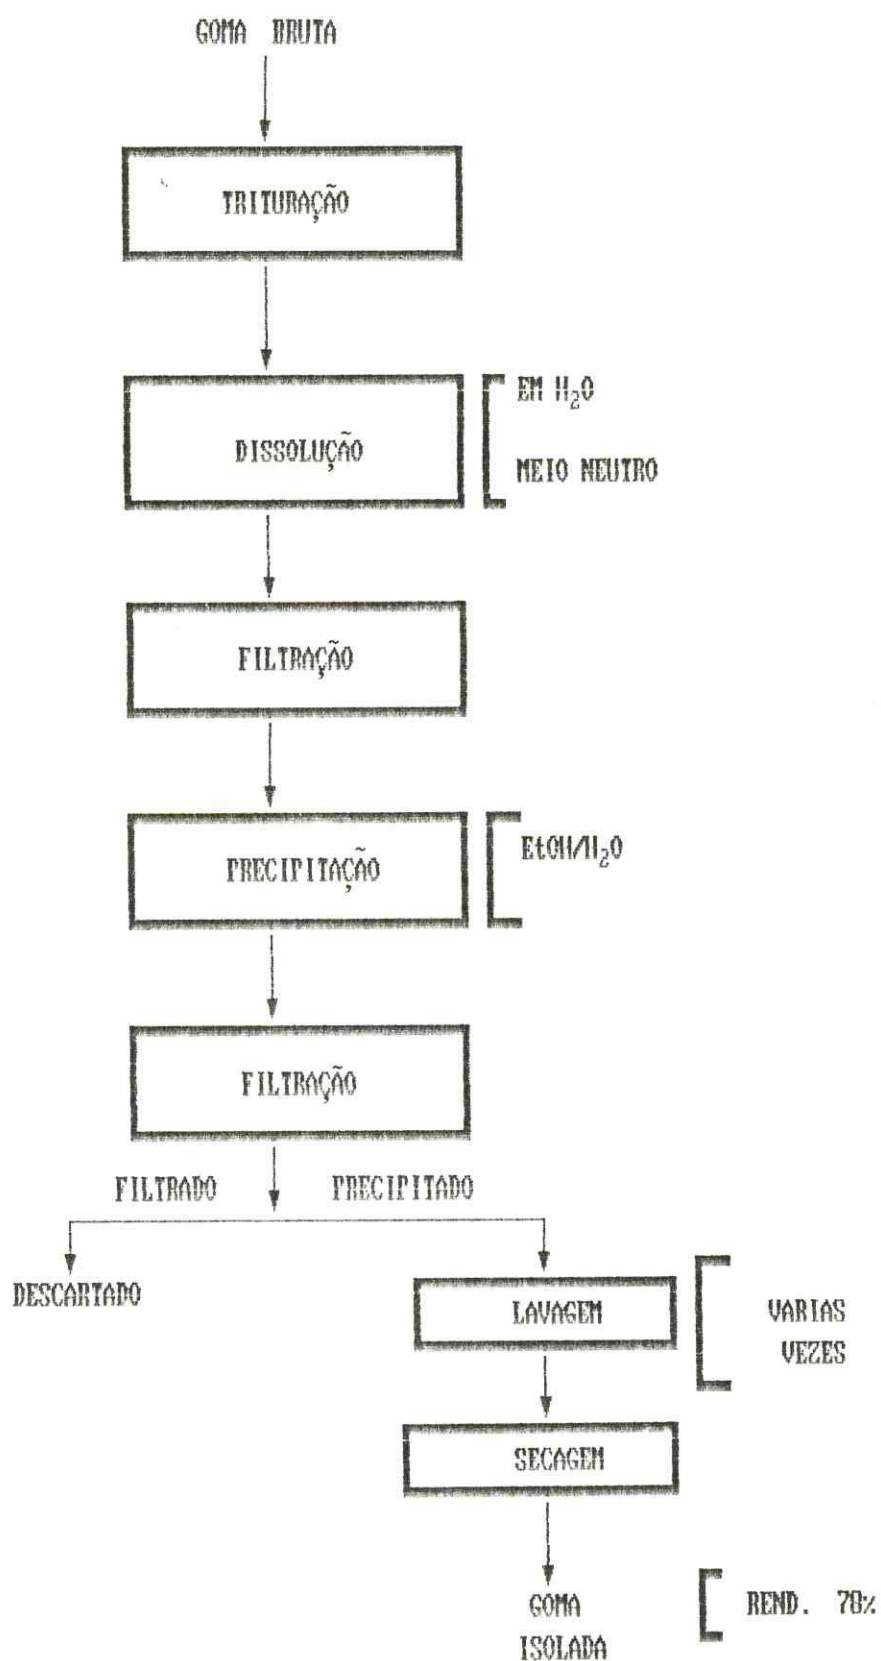 GOMA BRUTA
TRITURAÇÃO
DISSOLUÇÃO
EM H₂O
MEIO NEUTRO
FILTRAÇÃO
PRECIPITAÇÃO
EtOH/H₂O
FILTRAÇÃO
FILTRADO PRECIPITADO
DESCARTADO
LAVAGEM
VARIAS
VEZES
SECAGEM
GOMA
ISOLADA
REND. 78%